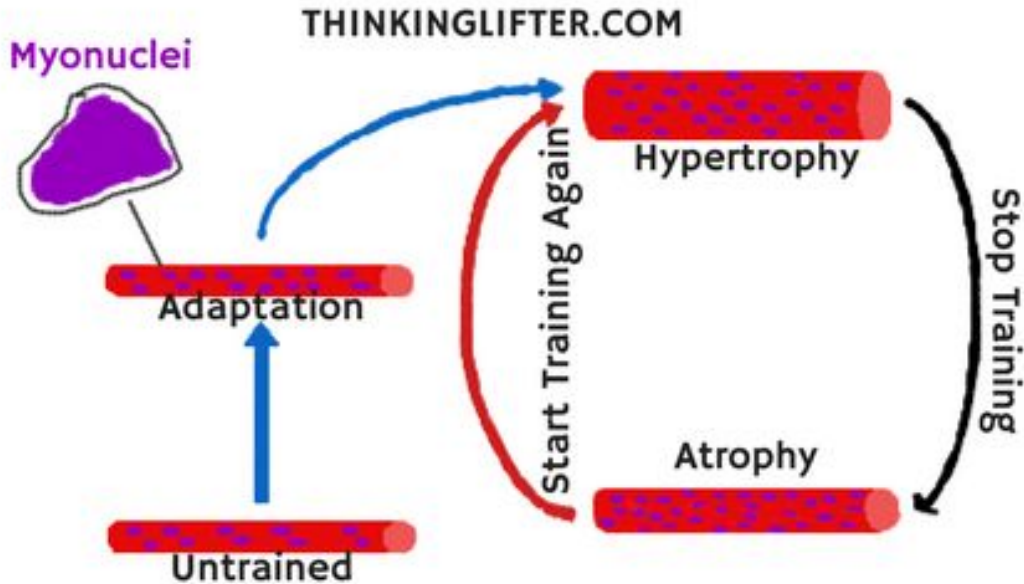 THINKINGLIFTER.COM
Myonuclei
Hypertrophy
Start Training Again
Stop Training
Adaptation
Atrophy
Untrained